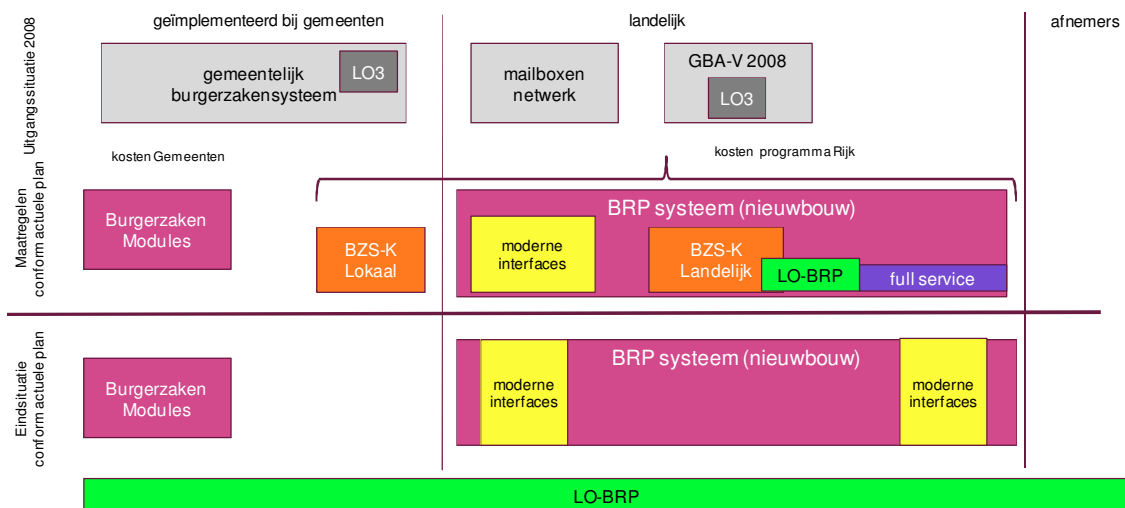 geïmplementeerd bij gemeenten
landelijk
afnemers
Uitgangssituatie 2008
gemeentelijk
burgerzakensysteem
LO3
mailboxen
netwerk
GBA-V 2008
LO3
kosten Gemeenten
kosten programma Rijk
Maatregelen
conform actuele plan
Burgerzaken
Modules
BZS-K
Lokaal
BRP systeem (nieuwbouw)
moderne
interfaces
BZS-K
Landelijk
LO-BRP
full service
Eindsituatie
conform actuele plan
Burgerzaken
Modules
BRP systeem (nieuwbouw)
moderne
interfaces
moderne
interfaces
LO-BRP